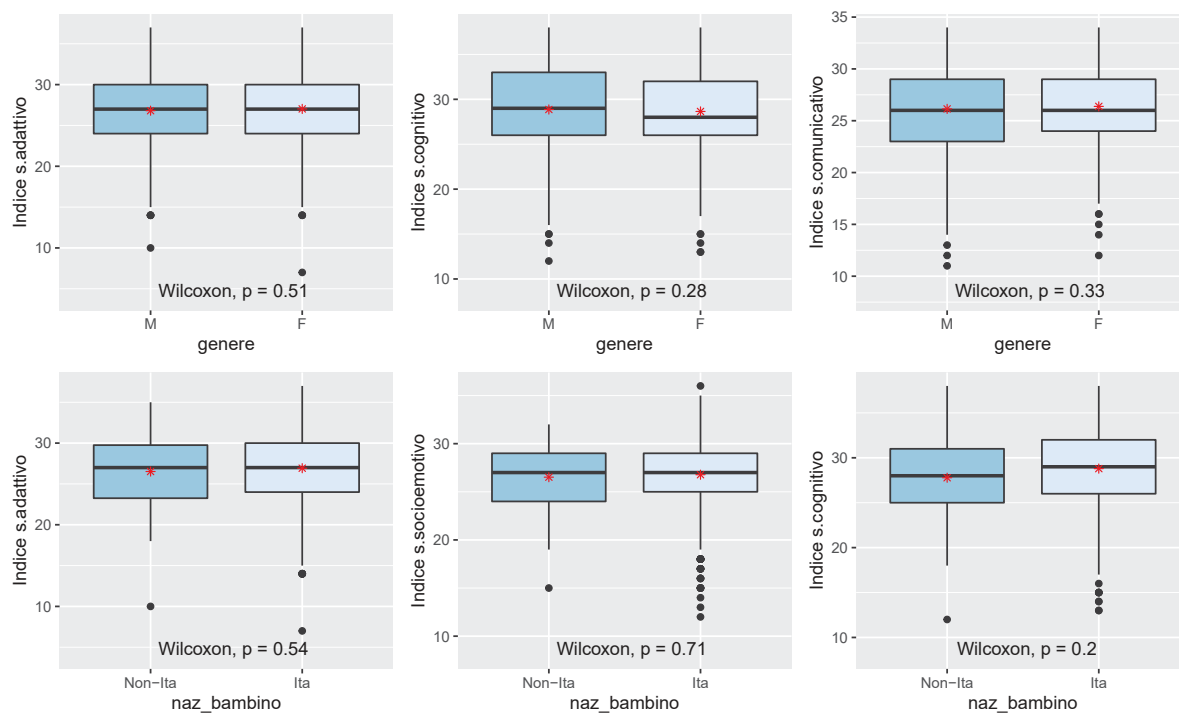 Indice s.adattivo
30
20
10
Wilcoxon, p = 0.51
M F
genere
Indice s.cognitivo
30
20
10
Wilcoxon, p = 0.28
M F
genere
Indice s.comunicativo
35
30
25
20
15
10
Wilcoxon, p = 0.33
M F
genere
Indice s.adattivo
30
20
10
Wilcoxon, p = 0.54
Non−Ita Ita
naz_bambino
Indice s.socioemotivo
30
20
10
Wilcoxon, p = 0.71
Non−Ita Ita
naz_bambino
Indice s.cognitivo
30
20
10
Wilcoxon, p = 0.2
Non−Ita Ita
naz_bambino